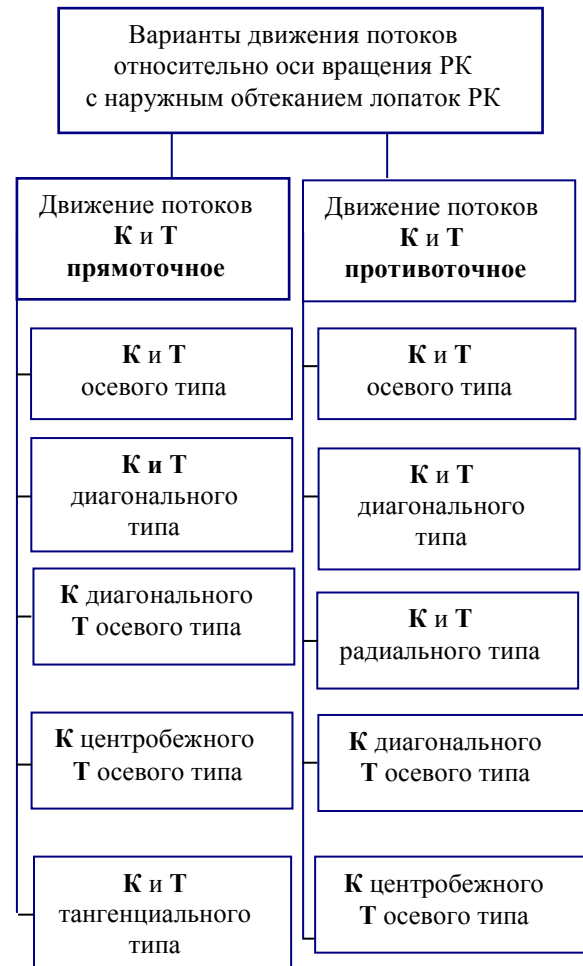 Варианты движения потоков
относительно оси вращения РК
с наружным обтеканием лопаток РК
Движение потоков
К и Т
прямоточное
К и Т
осевого типа
К и Т
диагонального
типа
К диагонального
Т осевого типа
К центробежного
Т осевого типа
К и Т
тангенциального
типа
Движение потоков
К и Т
противоточное
К и Т
осевого типа
К и Т
диагонального
типа
К и Т
радиального типа
К диагонального
Т осевого типа
К центробежного
Т осевого типа